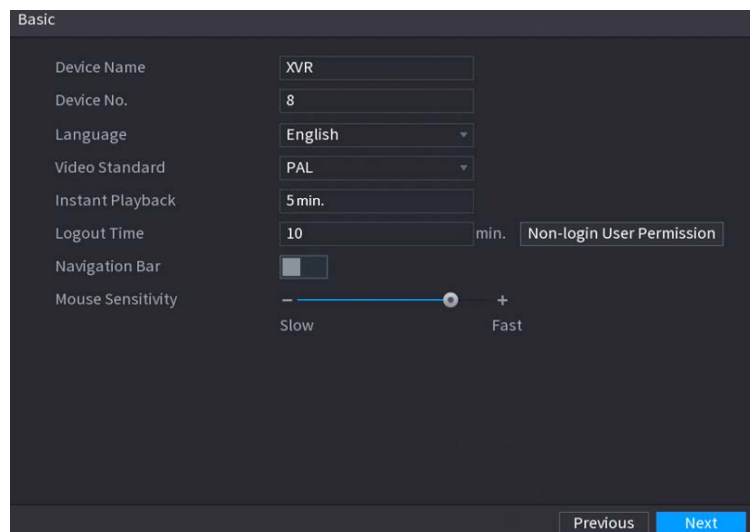 Basic
Device Name XVR
Device No. 8
Language English
Video Standard PAL
Instant Playback 5 min.
Logout Time 10 min. Non-login User Permission
Navigation Bar
Mouse Sensitivity − +
Slow Fast
Previous Next